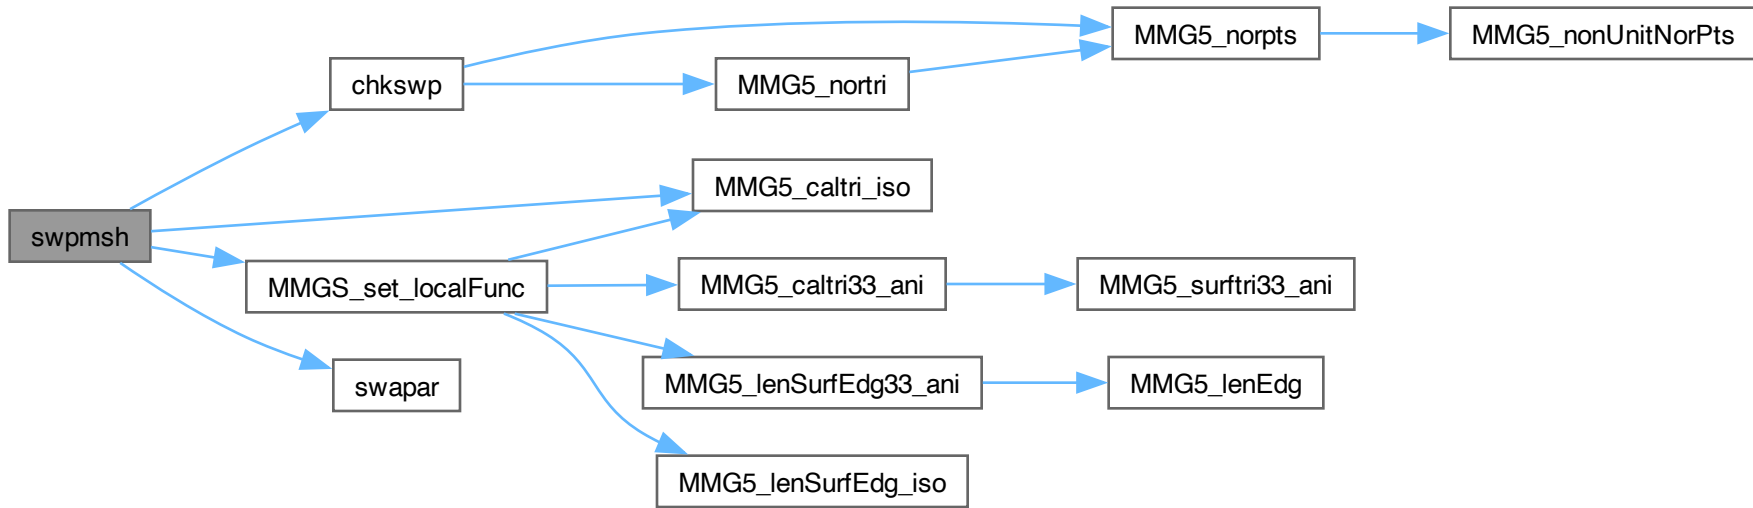 swpmsh
chkswp
MMG5_nortri
MMG5_norpts
MMG5_nonUnitNorPts
MMG5_caltri_iso
MMGS_set_localFunc
MMG5_caltri33_ani
MMG5_surftri33_ani
MMG5_lenSurfEdg33_ani
MMG5_lenEdg
MMG5_lenSurfEdg_iso
swapar